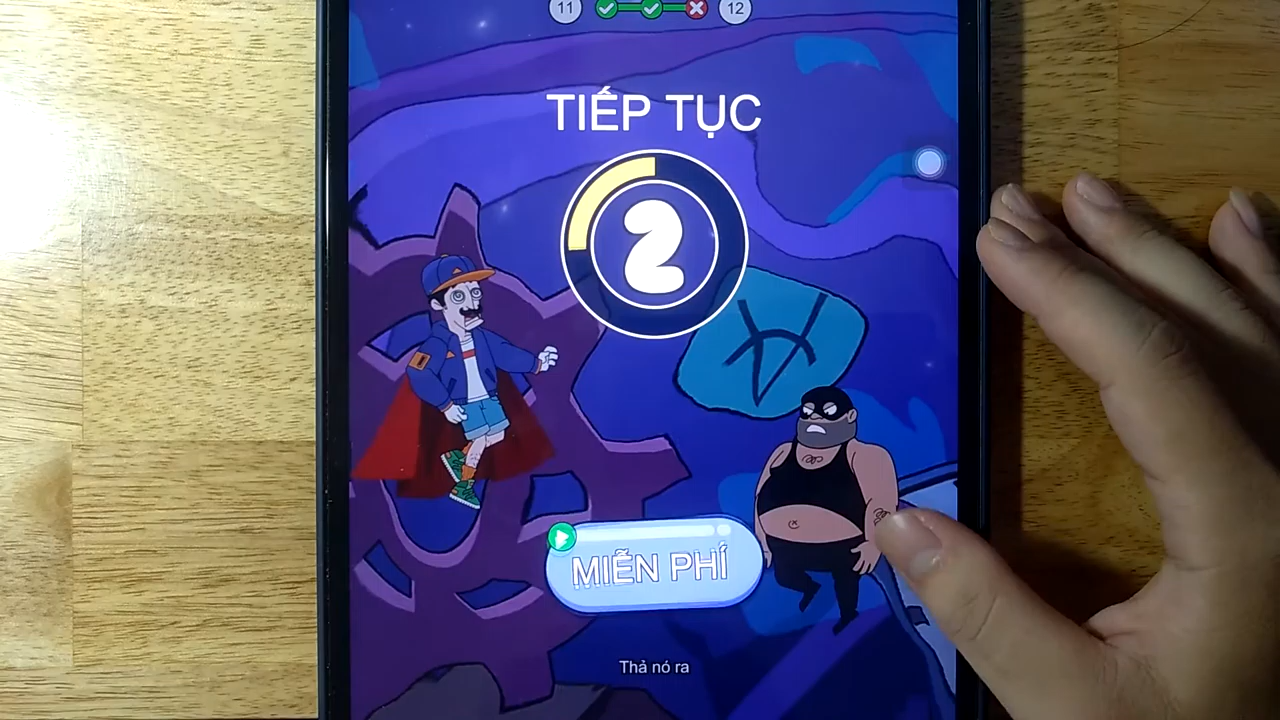 11 12
TIẾP TỤC
2
MIỄN PHÍ
Thả nó ra